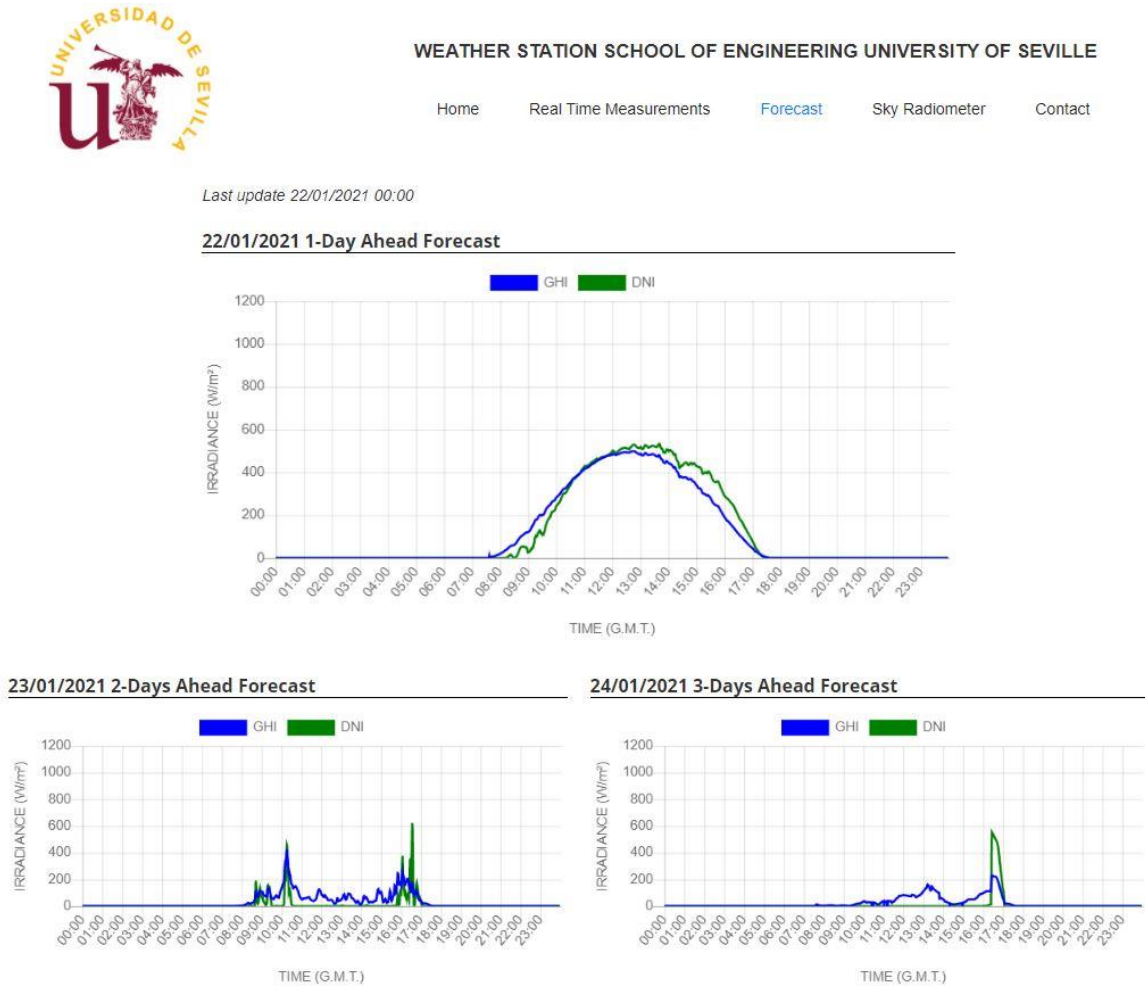 UNIVERSIDAD DE SEVILLA
WEATHER STATION SCHOOL OF ENGINEERING UNIVERSITY OF SEVILLE
Home Real Time Measurements Forecast Sky Radiometer Contact
Last update 22/01/2021 00:00
22/01/2021 1-Day Ahead Forecast
GHI DNI
1200
1000
800
600
400
200
0
IRRADIANCE (W/m²)
00:00 01:00 02:00 03:00 04:00 05:00 06:00 07:00 08:00 09:00 10:00 11:00 12:00 13:00 14:00 15:00 16:00 17:00 18:00 19:00 20:00 21:00 22:00 23:00
TIME (G.M.T.)
23/01/2021 2-Days Ahead Forecast
GHI DNI
1200
1000
800
600
400
200
0
IRRADIANCE (W/m²)
00:00 01:00 02:00 03:00 04:00 05:00 06:00 07:00 08:00 09:00 10:00 11:00 12:00 13:00 14:00 15:00 16:00 17:00 18:00 19:00 20:00 21:00 22:00 23:00
TIME (G.M.T.)
24/01/2021 3-Days Ahead Forecast
GHI DNI
1200
1000
800
600
400
200
0
IRRADIANCE (W/m²)
00:00 01:00 02:00 03:00 04:00 05:00 06:00 07:00 08:00 09:00 10:00 11:00 12:00 13:00 14:00 15:00 16:00 17:00 18:00 19:00 20:00 21:00 22:00 23:00
TIME (G.M.T.)